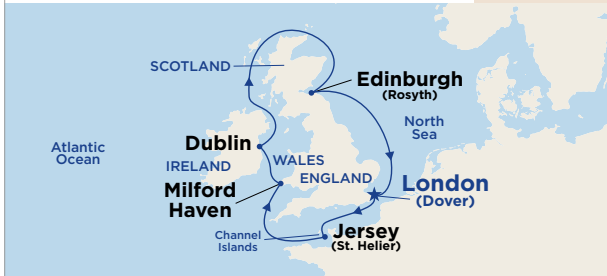 SCOTLAND
Edinburgh
(Rosyth)
North
Sea
Atlantic
Ocean
Dublin
IRELAND
WALES
ENGLAND
Milford
Haven
London
(Dover)
Channel
Islands
Jersey
(St. Helier)